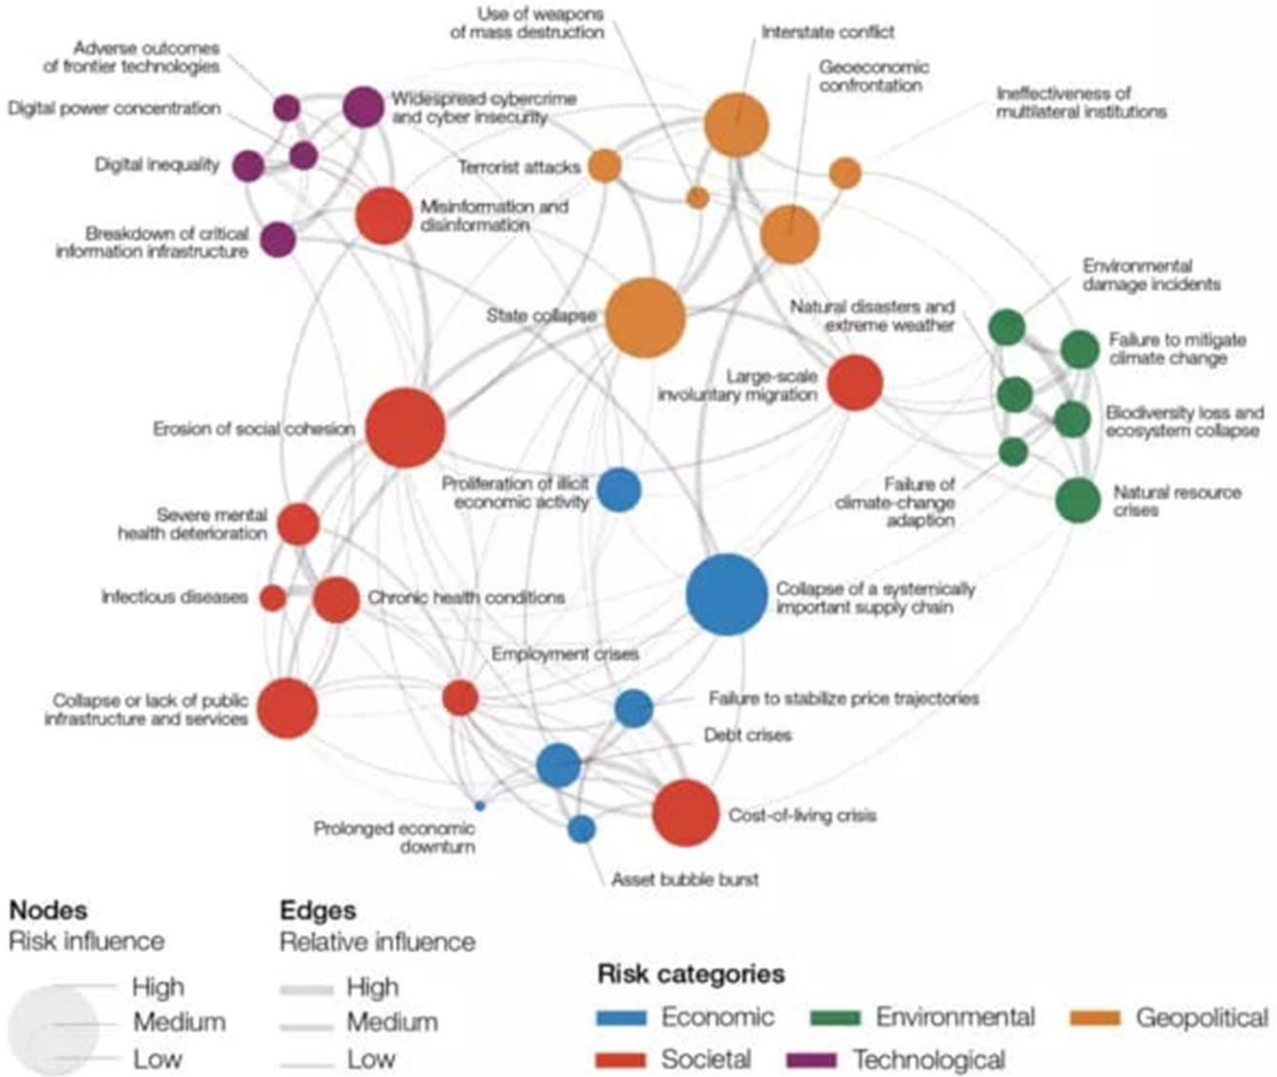 Use of weapons
of mass destruction
Interstate conflict
Adverse outcomes
of frontier technologies
Geoeconomic
confrontation
Ineffectiveness of
multilateral institutions
Digital power concentration
Widespread cybercrime
and cyber insecurity
Digital inequality
Terrorist attacks
Misinformation and
disinformation
Breakdown of critical
information infrastructure
Environmental
damage incidents
State collapse
Natural disasters and
extreme weather
Failure to mitigate
climate change
Large-scale
involuntary migration
Biodiversity loss and
ecosystem collapse
Erosion of social cohesion
Proliferation of illicit
economic activity
Failure of
climate-change
adaption
Natural resource
crises
Severe mental
health deterioration
Infectious diseases
Chronic health conditions
Collapse of a systemically
important supply chain
Employment crises
Collapse or lack of public
infrastructure and services
Failure to stabilize price trajectories
Debt crises
Prolonged economic
downturn
Cost-of-living crisis
Asset bubble burst
Nodes
Risk influence
High
Medium
Low
Edges
Relative influence
High
Medium
Low
Risk categories
Economic
Environmental
Geopolitical
Societal
Technological